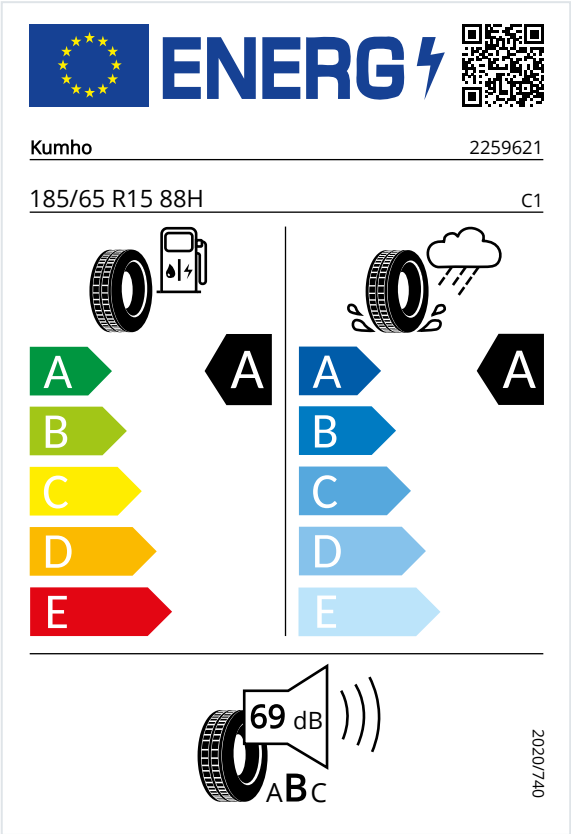 ENERG
Kumho 2259621
185/65 R15 88H C1
A A
A A
B B
C C
D D
E E
69 dB
ABC
2020/740